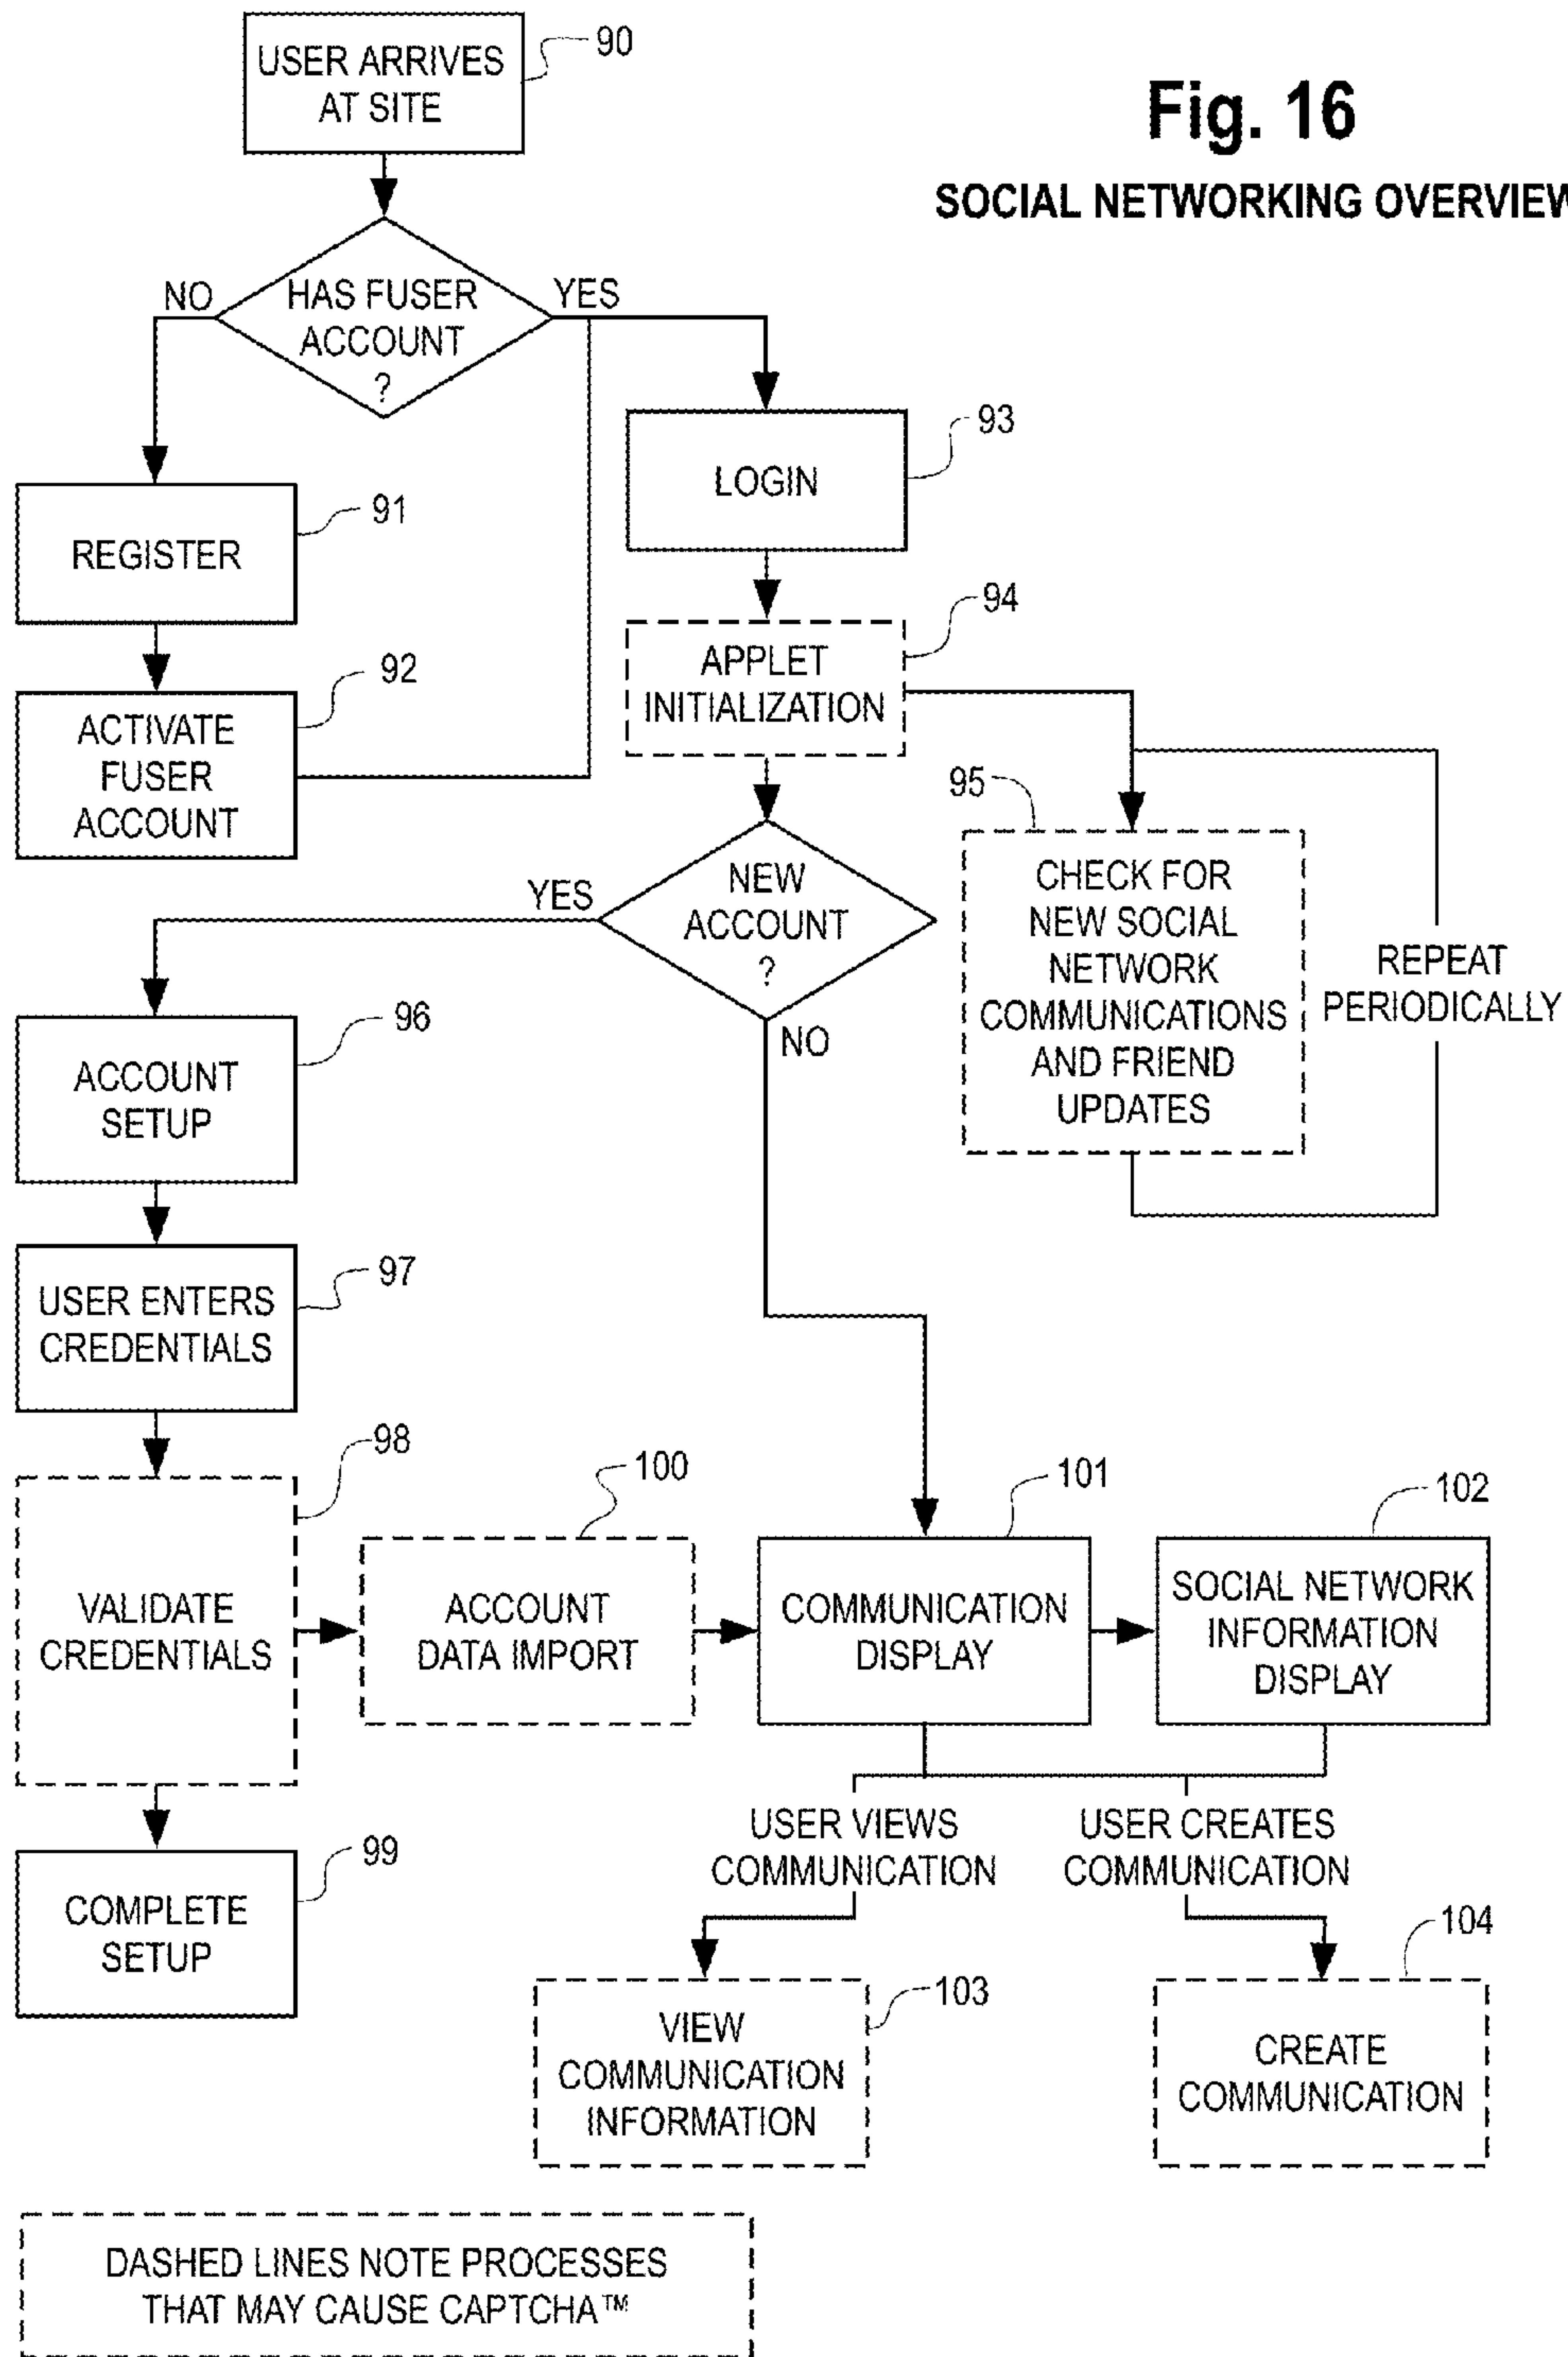 USER ARRIVES
AT SITE
90
Fig. 16
SOCIAL NETWORKING OVERVIEW
NO
HAS FUSER
ACCOUNT
?
YES
LOGIN
93
REGISTER
91
APPLET
INITIALIZATION
94
ACTIVATE
FUSER
ACCOUNT
92
95
CHECK FOR
NEW SOCIAL
NETWORK
COMMUNICATIONS
AND FRIEND
UPDATES
REPEAT
PERIODICALLY
YES
NEW
ACCOUNT
?
NO
ACCOUNT
SETUP
96
USER ENTERS
CREDENTIALS
97
VALIDATE
CREDENTIALS
98
ACCOUNT
DATA IMPORT
100
COMMUNICATION
DISPLAY
101
SOCIAL NETWORK
INFORMATION
DISPLAY
102
USER VIEWS
COMMUNICATION
USER CREATES
COMMUNICATION
COMPLETE
SETUP
99
VIEW
COMMUNICATION
INFORMATION
103
CREATE
COMMUNICATION
104
DASHED LINES NOTE PROCESSES
THAT MAY CAUSE CAPTCHA™